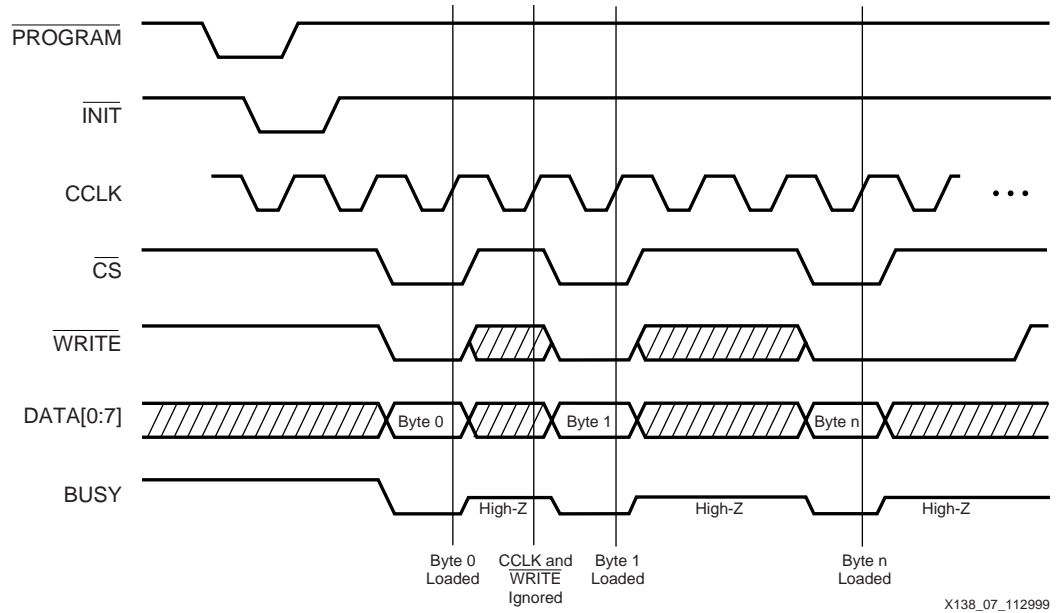 PROGRAM
INIT
CCLK
...
CS
WRITE
DATA[0:7]
Byte 0
Byte 1
Byte n
BUSY
High-Z
High-Z
High-Z
Byte 0
Loaded
CCLK and
WRITE
Ignored
Byte 1
Loaded
Byte n
Loaded
X138_07_112999